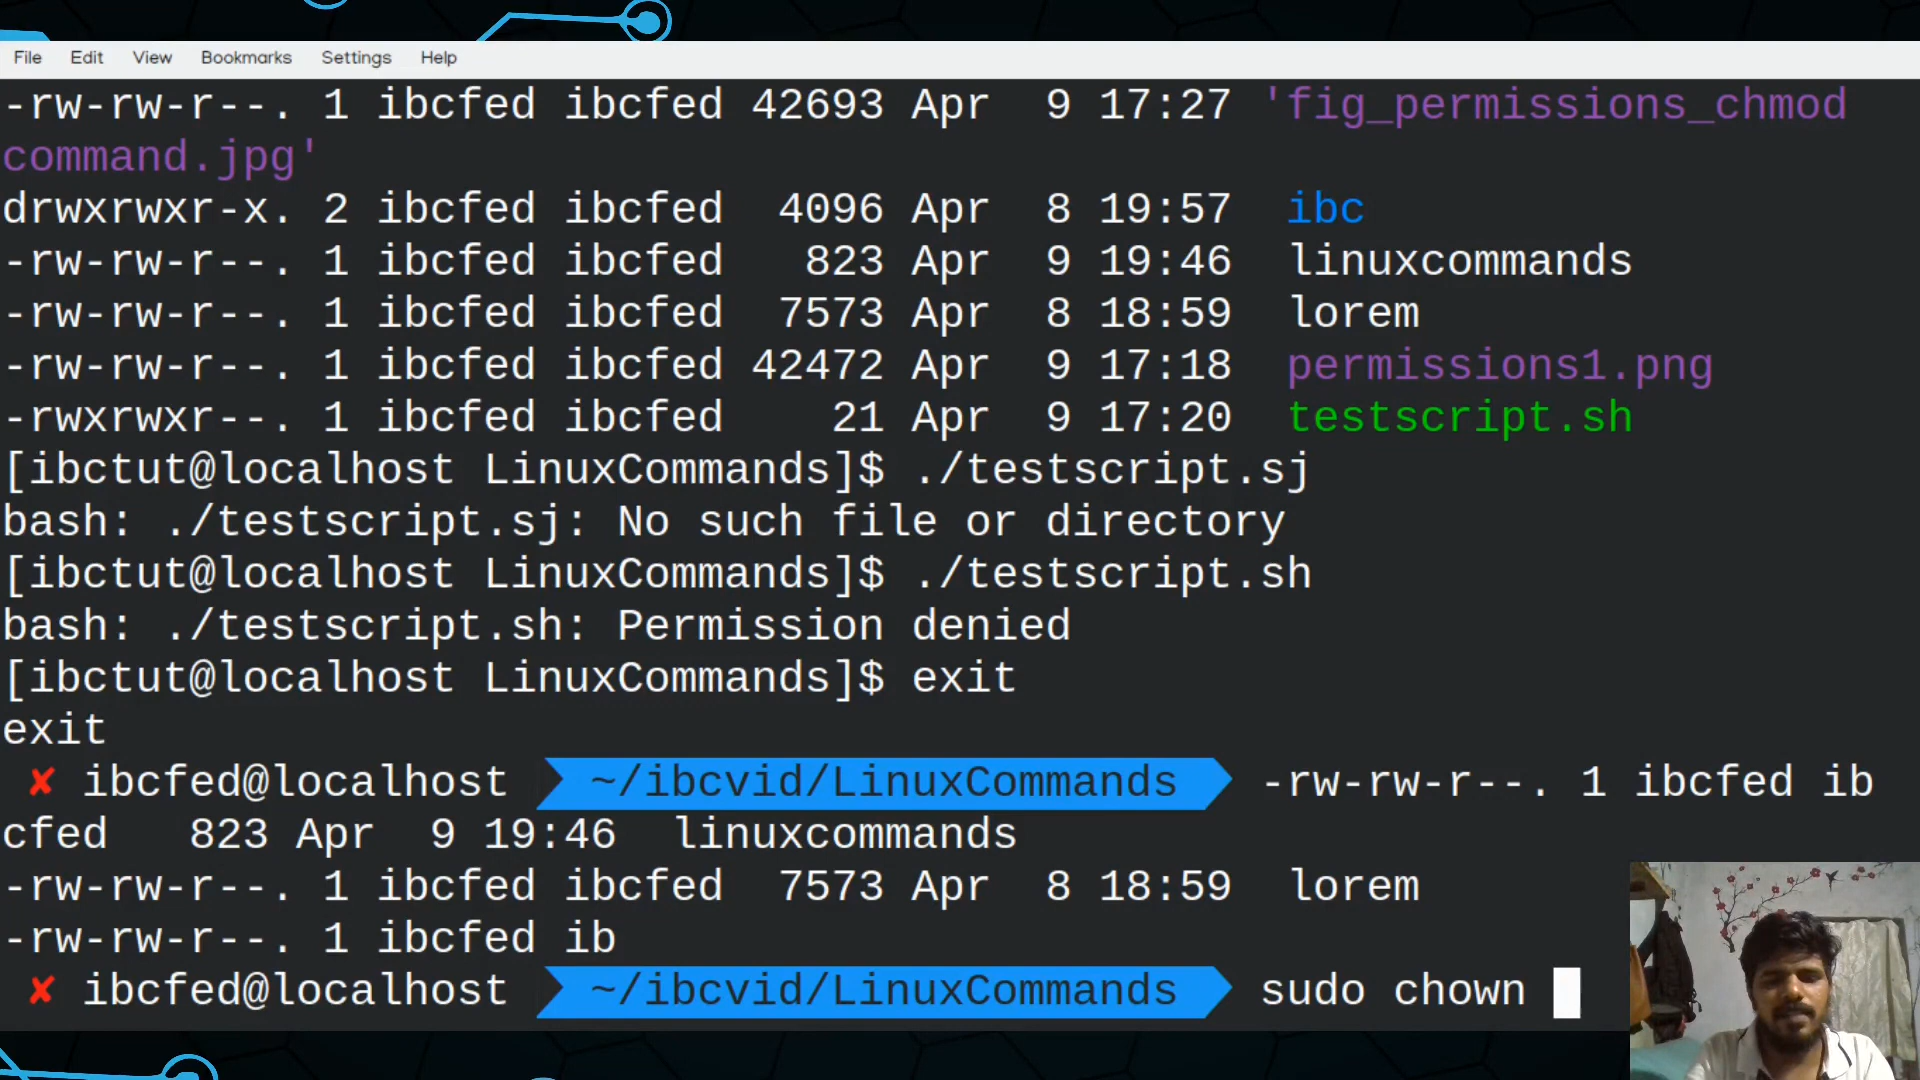 File Edit View Bookmarks Settings Help
-rw-rw-r--. 1 ibcfed ibcfed 42693 Apr  9 17:27 'fig_permissions_chmod
command.jpg'
drwxrwxr-x. 2 ibcfed ibcfed  4096 Apr  8 19:57  ibc
-rw-rw-r--. 1 ibcfed ibcfed   823 Apr  9 19:46  linuxcommands
-rw-rw-r--. 1 ibcfed ibcfed  7573 Apr  8 18:59  lorem
-rw-rw-r--. 1 ibcfed ibcfed 42472 Apr  9 17:18  permissions1.png
-rwxrwxr--. 1 ibcfed ibcfed    21 Apr  9 17:20  testscript.sh
[ibctut@localhost LinuxCommands]$ ./testscript.sj
bash: ./testscript.sj: No such file or directory
[ibctut@localhost LinuxCommands]$ ./testscript.sh
bash: ./testscript.sh: Permission denied
[ibctut@localhost LinuxCommands]$ exit
exit
✘ ibcfed@localhost ~/ibcvid/LinuxCommands -rw-rw-r--. 1 ibcfed ib
cfed   823 Apr  9 19:46  linuxcommands
-rw-rw-r--. 1 ibcfed ibcfed  7573 Apr  8 18:59  lorem
-rw-rw-r--. 1 ibcfed ib
✘ ibcfed@localhost ~/ibcvid/LinuxCommands sudo chown